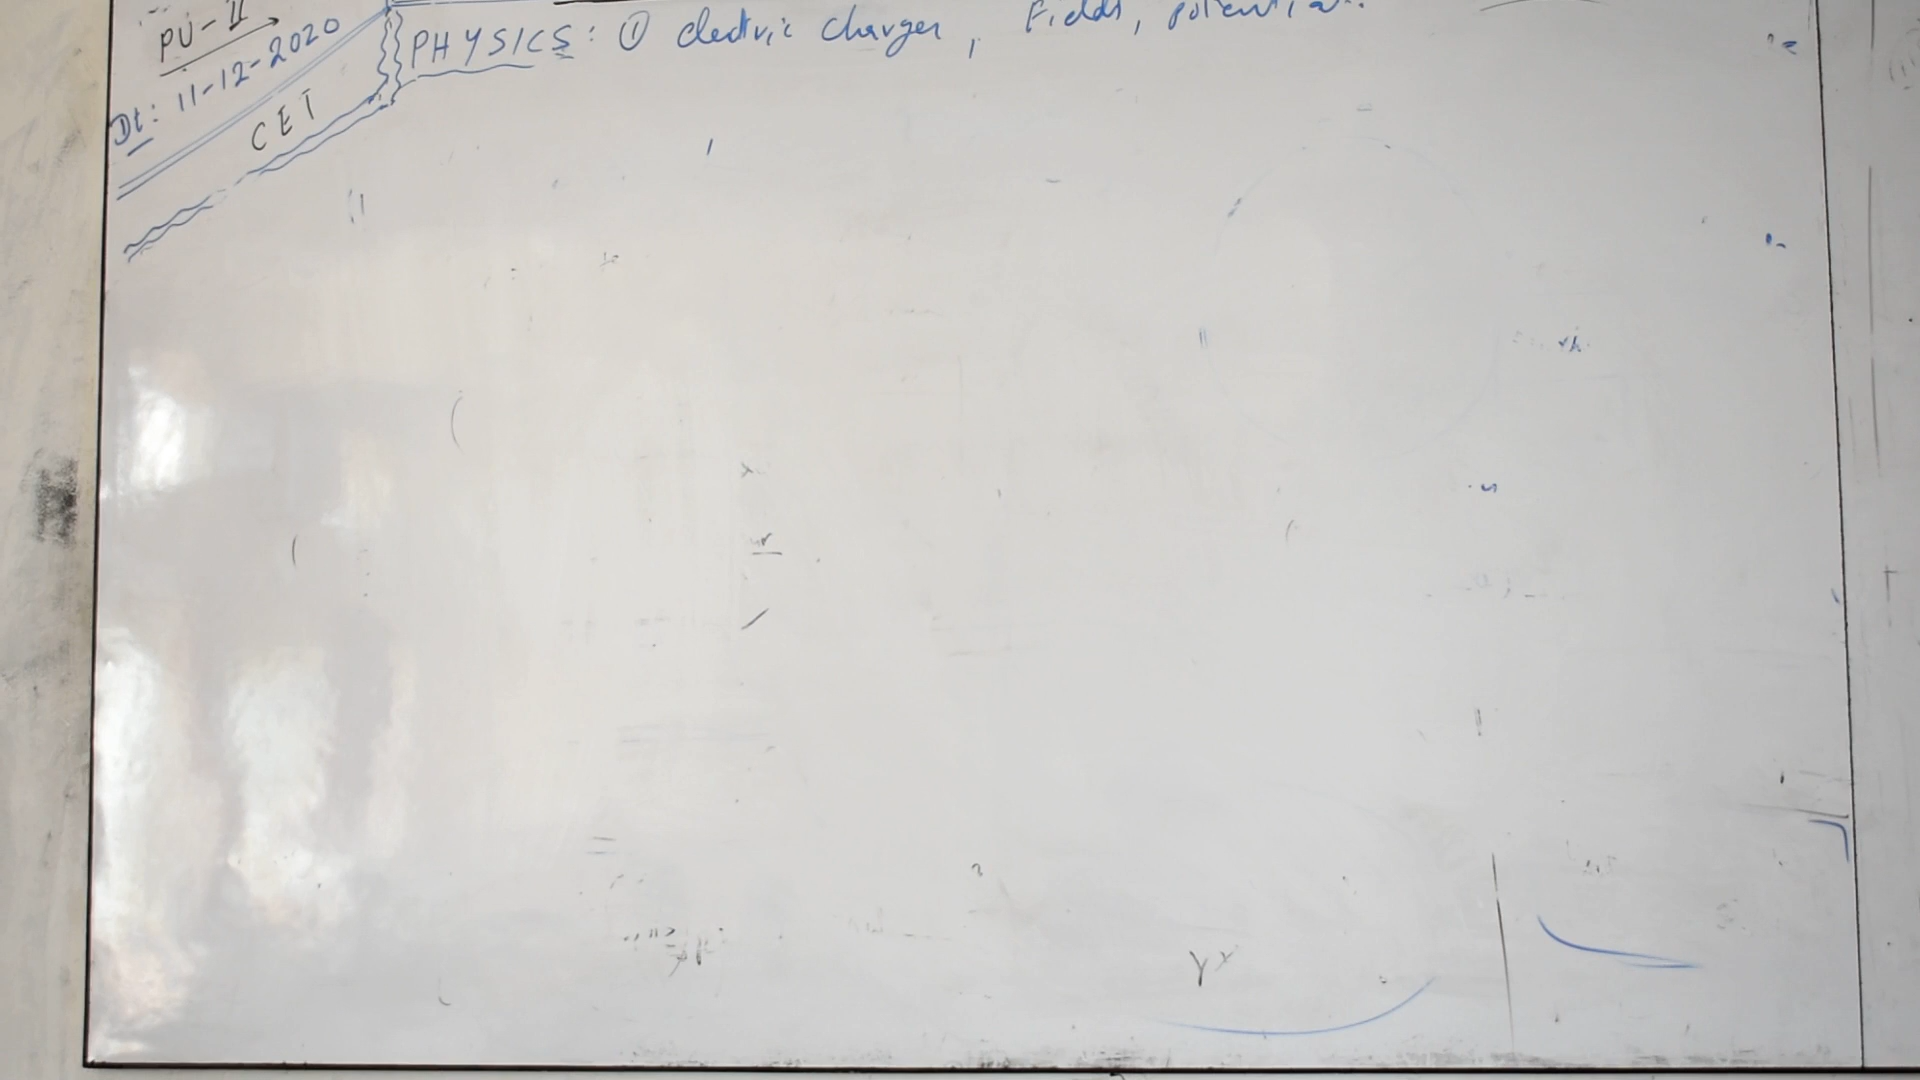 PU-II
Dt: 11-12-2020
CET
PHYSICS: ① electric charges, Fields, potential.